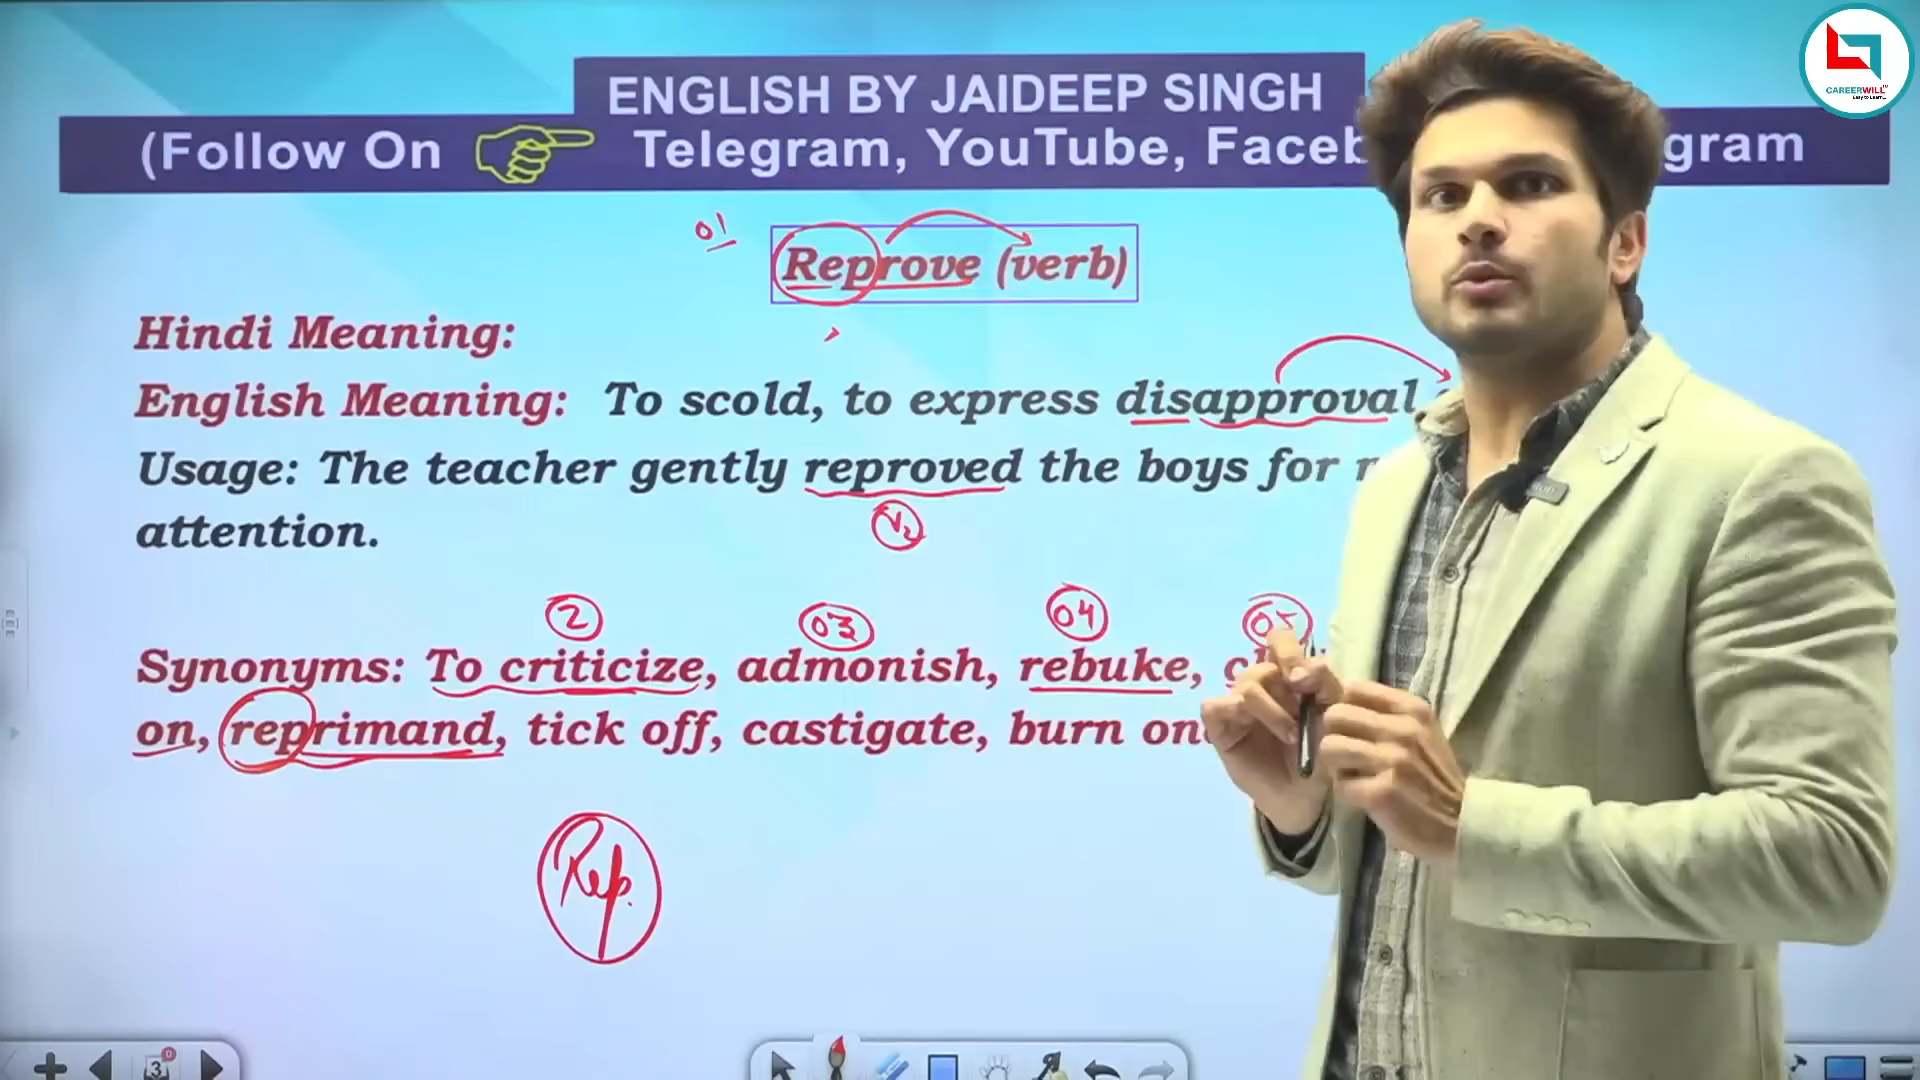 ENGLISH BY JAIDEEP SINGH
(Follow On Telegram, YouTube, Faceb gram
01
Reprove (verb)
Hindi Meaning:
English Meaning: To scold, to express disapproval
Usage: The teacher gently reproved the boys for
attention.
V2
2 03 04 05
Synonyms: To criticize, admonish, rebuke,
on, reprimand, tick off, castigate, burn
Rep.
3
0
CAREERWILL